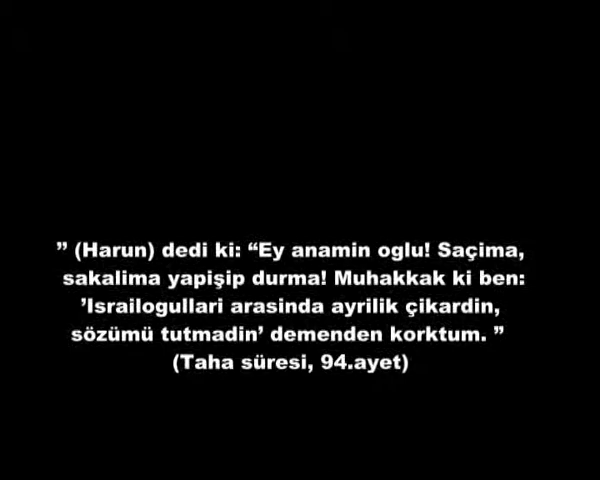 ” (Harun) dedi ki: “Ey anamin oglu! Saçima,
sakalima yapişip durma! Muhakkak ki ben:
’Israilogullari arasinda ayrilik çikardin,
sözümü tutmadin’ demenden korktum. ”
(Taha süresi, 94.ayet)